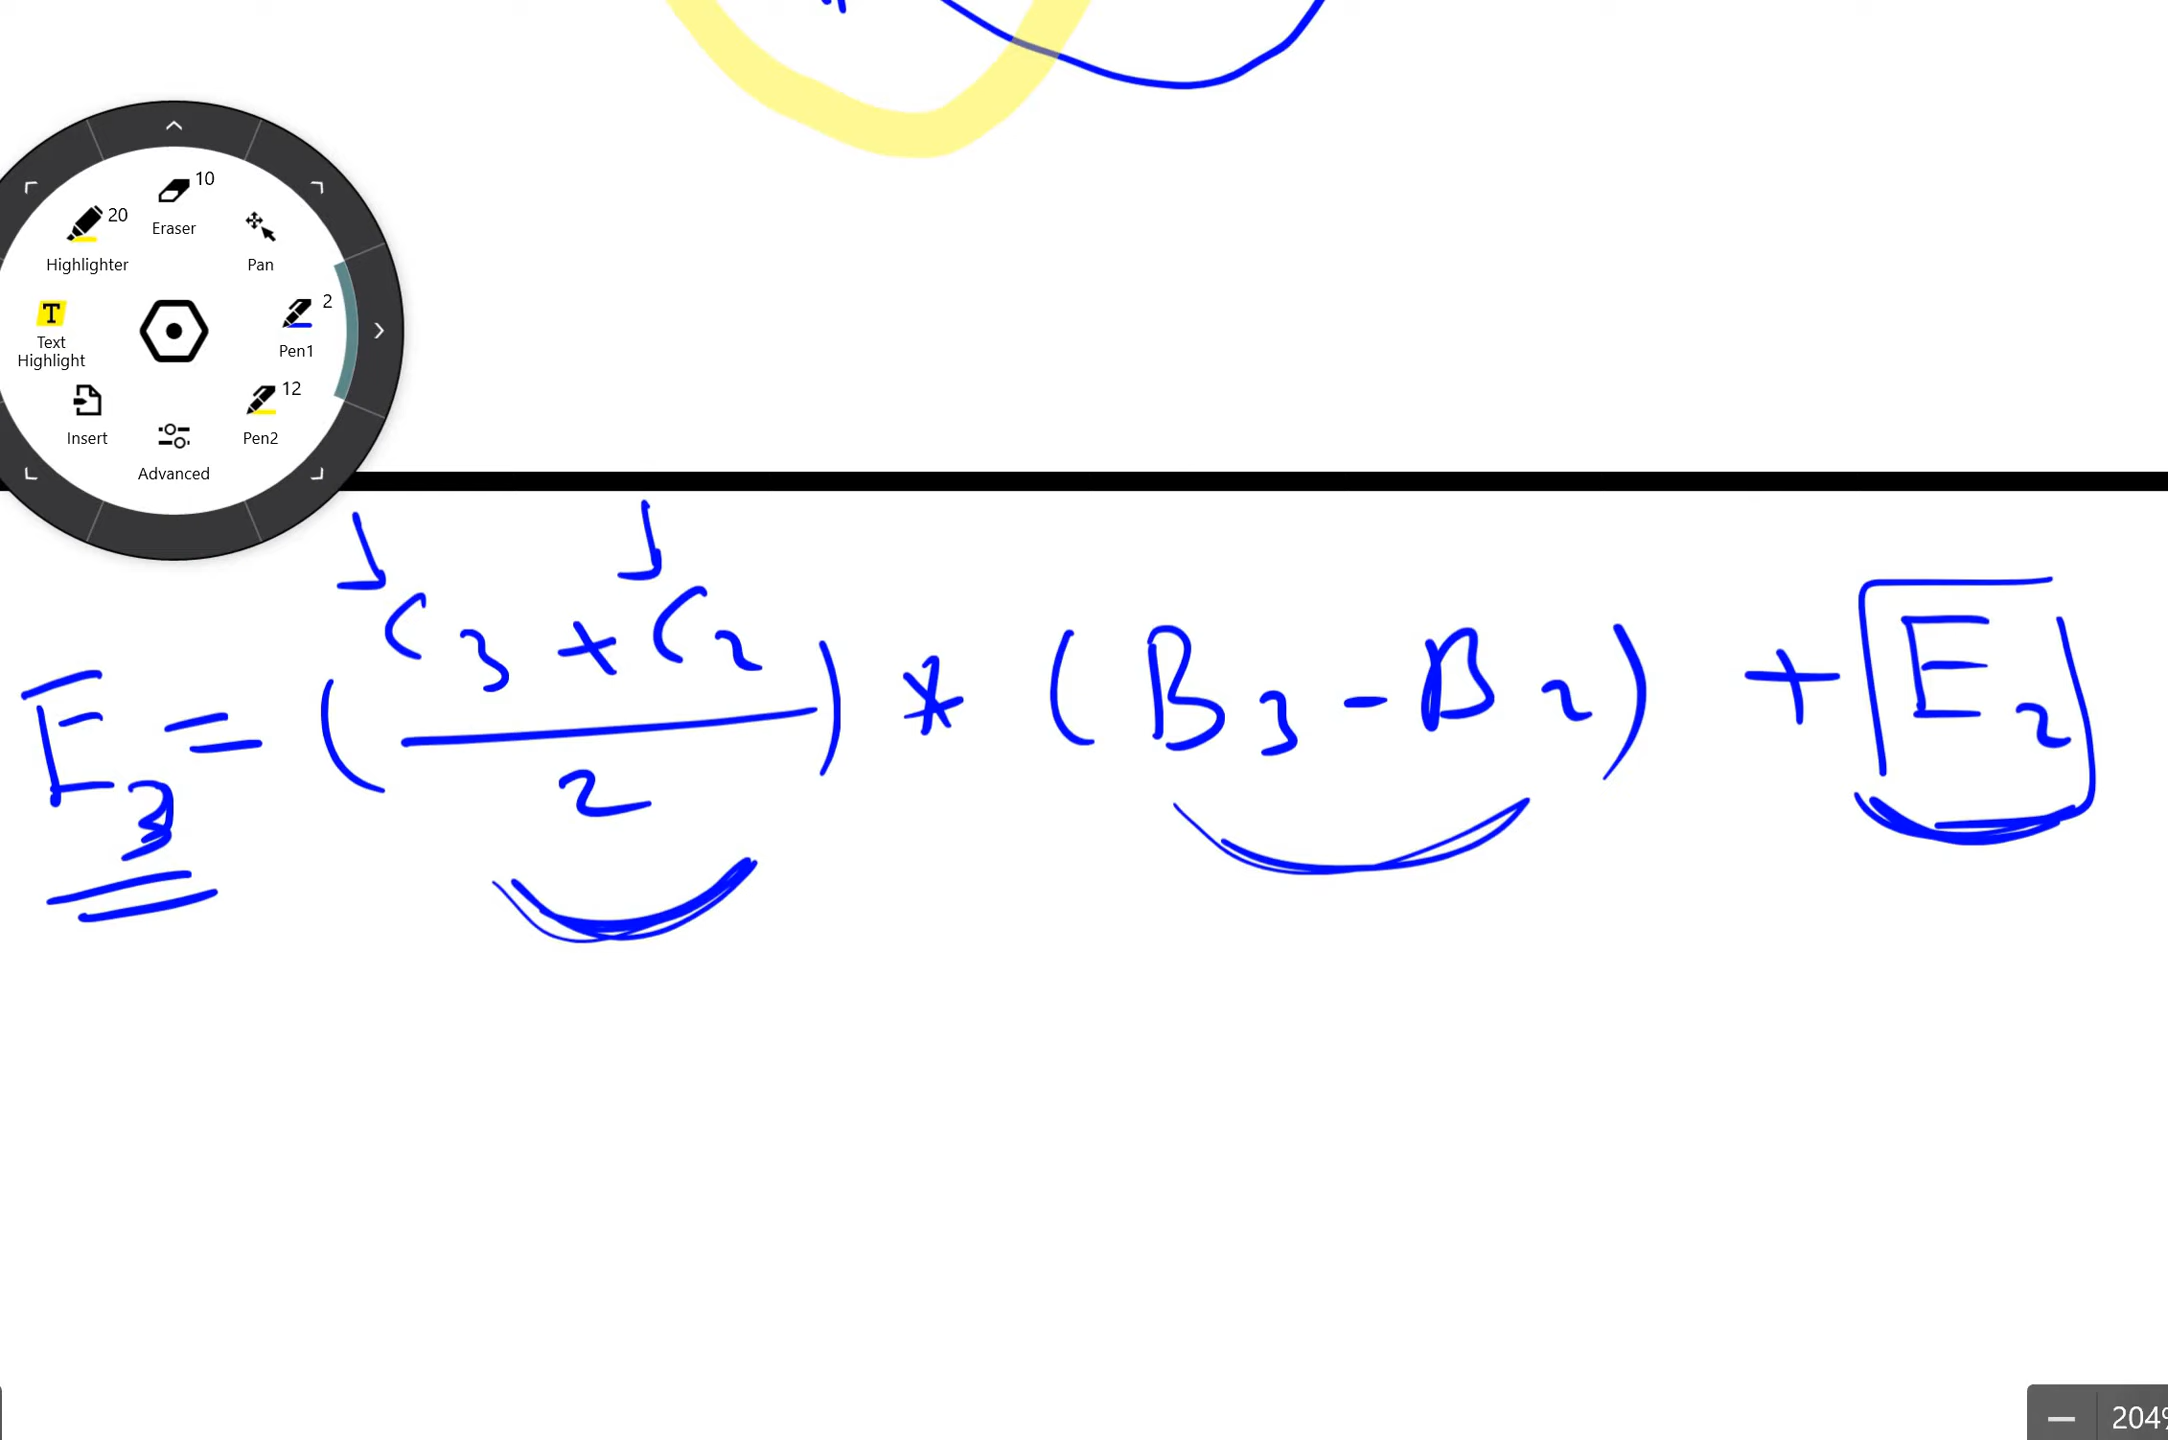 10
Eraser
20
Highlighter
Pan
T
Text
Highlight
2
Pen1
Insert
12
Pen2
Advanced
E3 = (C3 + C2 / 2) * (B3 - B2) + E2
204%